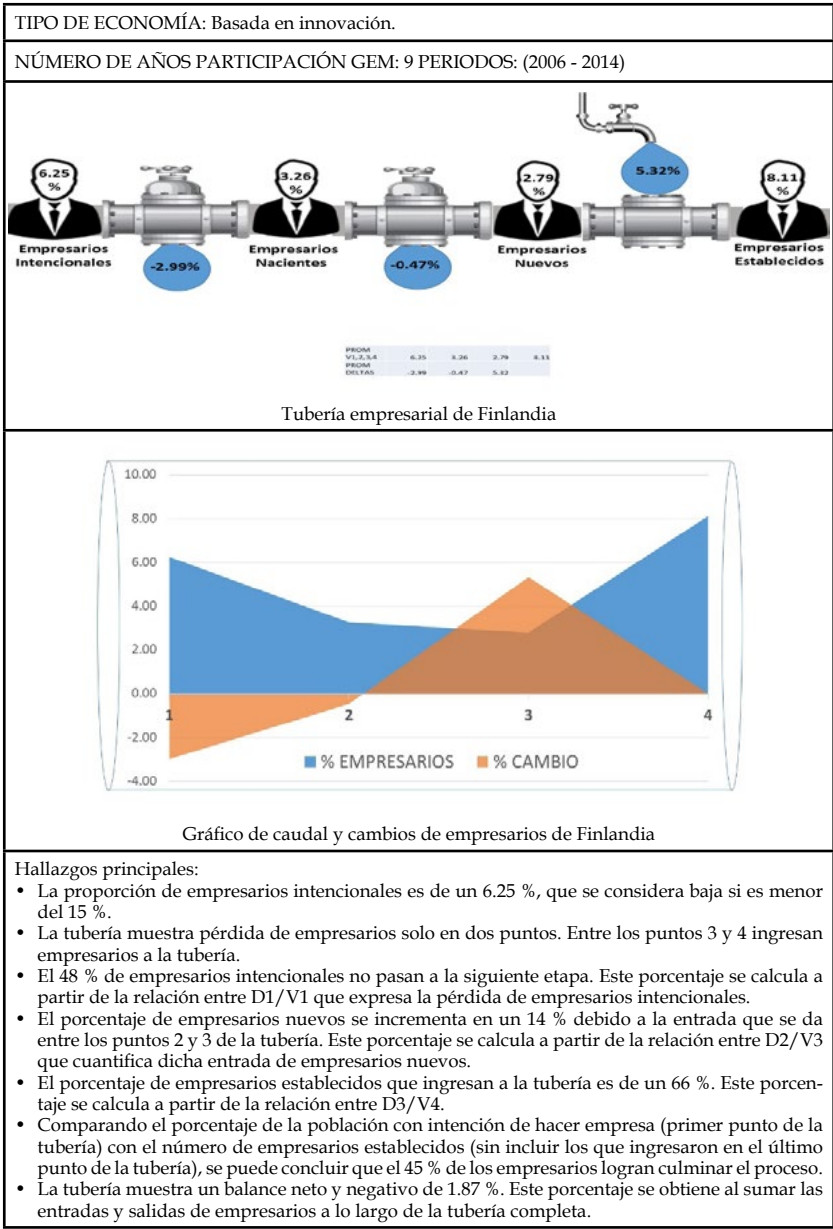 TIPO DE ECONOMÍA: Basada en innovación.
NÚMERO DE AÑOS PARTICIPACIÓN GEM: 9 PERIODOS: (2006 - 2014)
6.25
%
3.26
%
2.79
%
5.32%
8.11
%
Empresarios
Intencionales
-2.99%
Empresarios
Nacientes
-0.47%
Empresarios
Nuevos
Empresarios
Establecidos
PROM
V1,2,3,4 6.25 3.26 2.79 8.11
PROM
DELTAS -2.99 -0.47 5.32
Tubería empresarial de Finlandia
10.00
8.00
6.00
4.00
2.00
0.00
-2.00
-4.00
1 2 3 4
% EMPRESARIOS % CAMBIO
Gráfico de caudal y cambios de empresarios de Finlandia
Hallazgos principales:
• La proporción de empresarios intencionales es de un 6.25 %, que se considera baja si es menor
del 15 %.
• La tubería muestra pérdida de empresarios solo en dos puntos. Entre los puntos 3 y 4 ingresan
empresarios a la tubería.
• El 48 % de empresarios intencionales no pasan a la siguiente etapa. Este porcentaje se calcula a
partir de la relación entre D1/V1 que expresa la pérdida de empresarios intencionales.
• El porcentaje de empresarios nuevos se incrementa en un 14 % debido a la entrada que se da
entre los puntos 2 y 3 de la tubería. Este porcentaje se calcula a partir de la relación entre D2/V3
que cuantifica dicha entrada de empresarios nuevos.
• El porcentaje de empresarios establecidos que ingresan a la tubería es de un 66 %. Este porcen-
taje se calcula a partir de la relación entre D3/V4.
• Comparando el porcentaje de la población con intención de hacer empresa (primer punto de la
tubería) con el número de empresarios establecidos (sin incluir los que ingresaron en el último
punto de la tubería), se puede concluir que el 45 % de los empresarios logran culminar el proceso.
• La tubería muestra un balance neto y negativo de 1.87 %. Este porcentaje se obtiene al sumar las
entradas y salidas de empresarios a lo largo de la tubería completa.